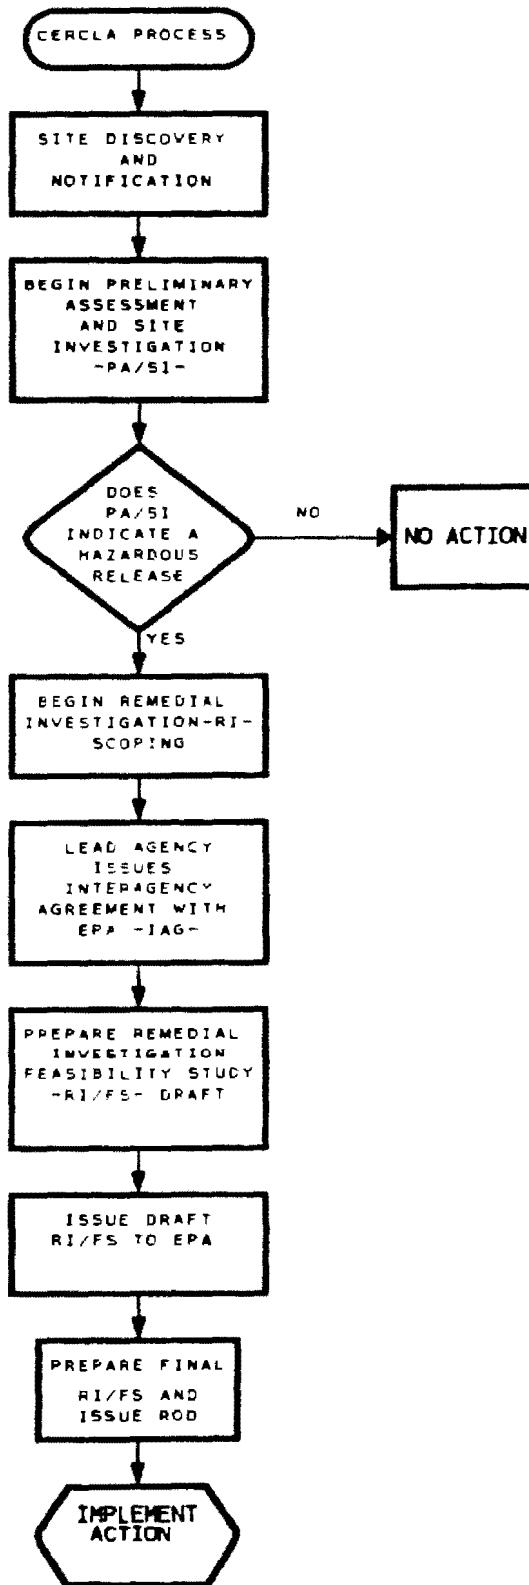 CERCLA PROCESS
SITE DISCOVERY
AND
NOTIFICATION
BEGIN PRELIMINARY
ASSESSMENT
AND SITE
INVESTIGATION
-PA/SI-
DOES
PA/SI
INDICATE A
HAZARDOUS
RELEASE
NO
NO ACTION
YES
BEGIN REMEDIAL
INVESTIGATION-RI-
SCOPING
LEAD AGENCY
ISSUES
INTERAGENCY
AGREEMENT WITH
EPA -IAG-
PREPARE REMEDIAL
INVESTIGATION
FEASIBILITY STUDY
-RI/FS- DRAFT
ISSUE DRAFT
RI/FS TO EPA
PREPARE FINAL
RI/FS AND
ISSUE ROD
IMPLEMENT
ACTION